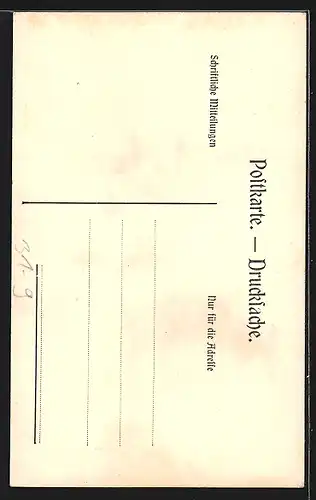 Postkarte. — Drucksache.
Schriftliche Mitteilungen
Nur für die Adresse